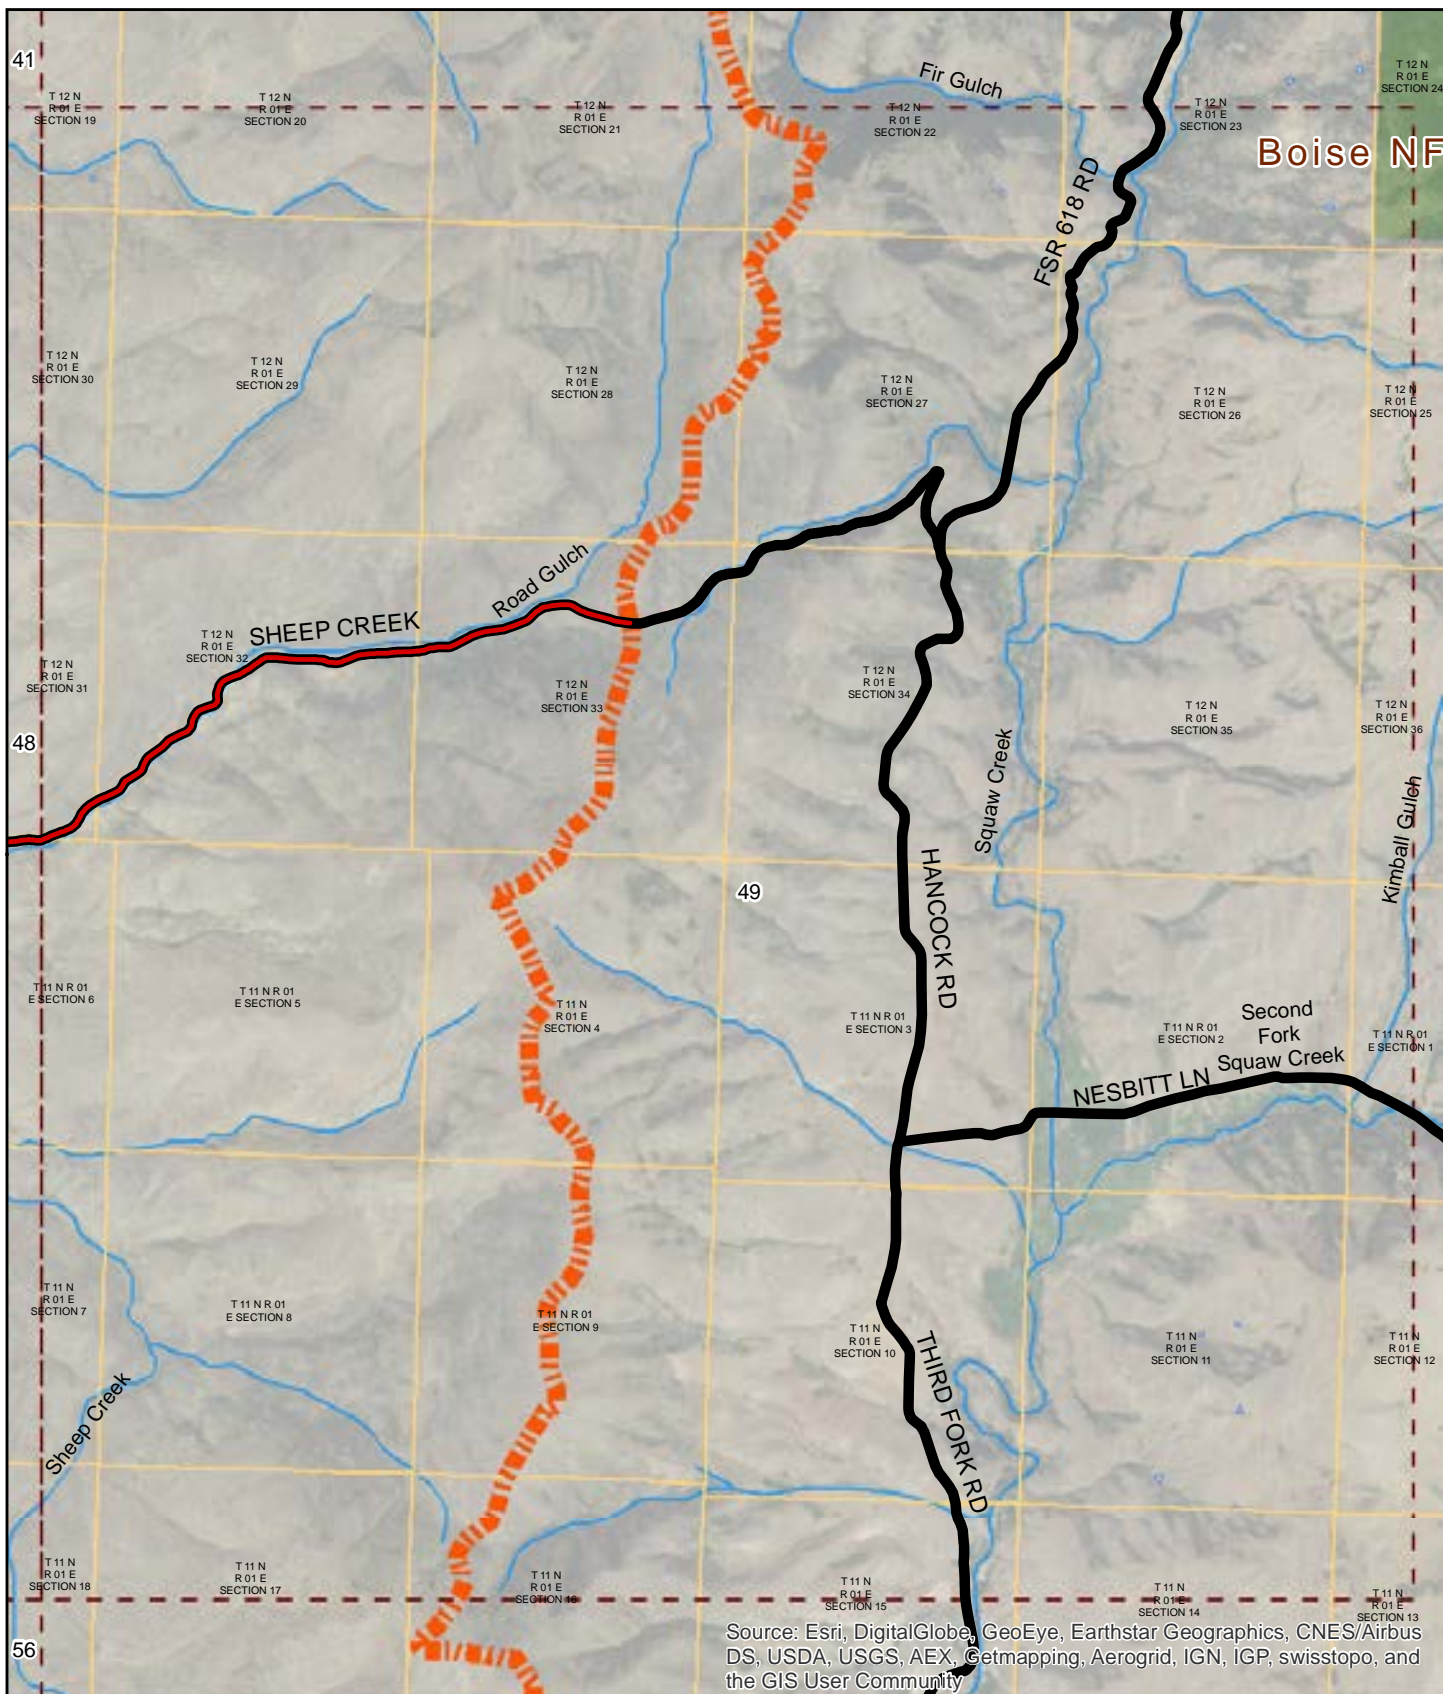 41
T 12 N
R 01 E
SECTION 19
T 12 N
R 01 E
SECTION 20
T 12 N
R 01 E
SECTION 21
Fir Gulch
T 12 N
R 01 E
SECTION 22
T 12 N
R 01 E
SECTION 23
T 12 N
R 01 E
SECTION 24
Boise NF
FSR 618 RD
T 12 N
R 01 E
SECTION 30
T 12 N
R 01 E
SECTION 29
T 12 N
R 01 E
SECTION 28
T 12 N
R 01 E
SECTION 27
T 12 N
R 01 E
SECTION 26
T 12 N
R 01 E
SECTION 25
Road Gulch
SHEEP CREEK
T 12 N
R 01 E
SECTION 32
T 12 N
R 01 E
SECTION 31
T 12 N
R 01 E
SECTION 33
T 12 N
R 01 E
SECTION 34
T 12 N
R 01 E
SECTION 35
T 12 N
R 01 E
SECTION 36
48
Squaw Creek
Kimball Gulch
49
HANCOCK RD
T 11 N R 01
E SECTION 6
T 11 N R 01
E SECTION 5
T 11 N
R 01 E
SECTION 4
T 11 N R 01
E SECTION 3
T 11 N R 01
E SECTION 2
Second
Fork
Squaw Creek
T 11 N R 01
E SECTION 1
NESBITT LN
T 11 N
R 01 E
SECTION 7
T 11 N R 01
E SECTION 8
T 11 N R 01
E SECTION 9
T 11 N
R 01 E
SECTION 10
T 11 N
R 01 E
SECTION 11
T 11 N
R 01 E
SECTION 12
Sheep Creek
THIRD FORK RD
T 11 N
R 01 E
SECTION 18
T 11 N
R 01 E
SECTION 17
T 11 N
R 01 E
SECTION 16
T 11 N
R 01 E
SECTION 15
T 11 N
R 01 E
SECTION 14
T 11 N
R 01 E
SECTION 13
56
Source: Esri, DigitalGlobe, GeoEye, Earthstar Geographics, CNES/Airbus
DS, USDA, USGS, AEX, Getmapping, Aerogrid, IGN, IGP, swisstopo, and
the GIS User Community